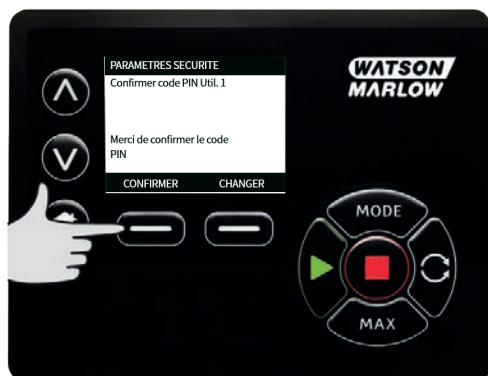 PARAMETRES SECURITE
Confirmer code PIN Util. 1
Merci de confirmer le code
PIN
CONFIRMER CHANGER
WATSON
MARLOW
MODE
MAX